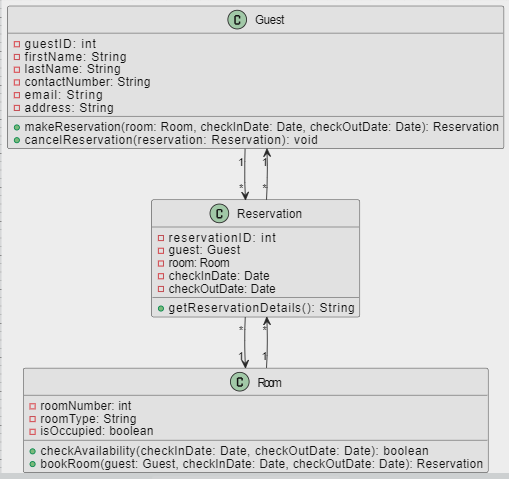 C Guest
guestID: int
firstName: String
lastName: String
contactNumber: String
email: String
address: String
makeReservation(room: Room, checkInDate: Date, checkOutDate: Date): Reservation
cancelReservation(reservation: Reservation): void
1 1
* *
C Reservation
reservationID: int
guest: Guest
room: Room
checkInDate: Date
checkOutDate: Date
getReservationDetails(): String
* *
1 1
C Room
roomNumber: int
roomType: String
isOccupied: boolean
checkAvailability(checkInDate: Date, checkOutDate: Date): boolean
bookRoom(guest: Guest, checkInDate: Date, checkOutDate: Date): Reservation